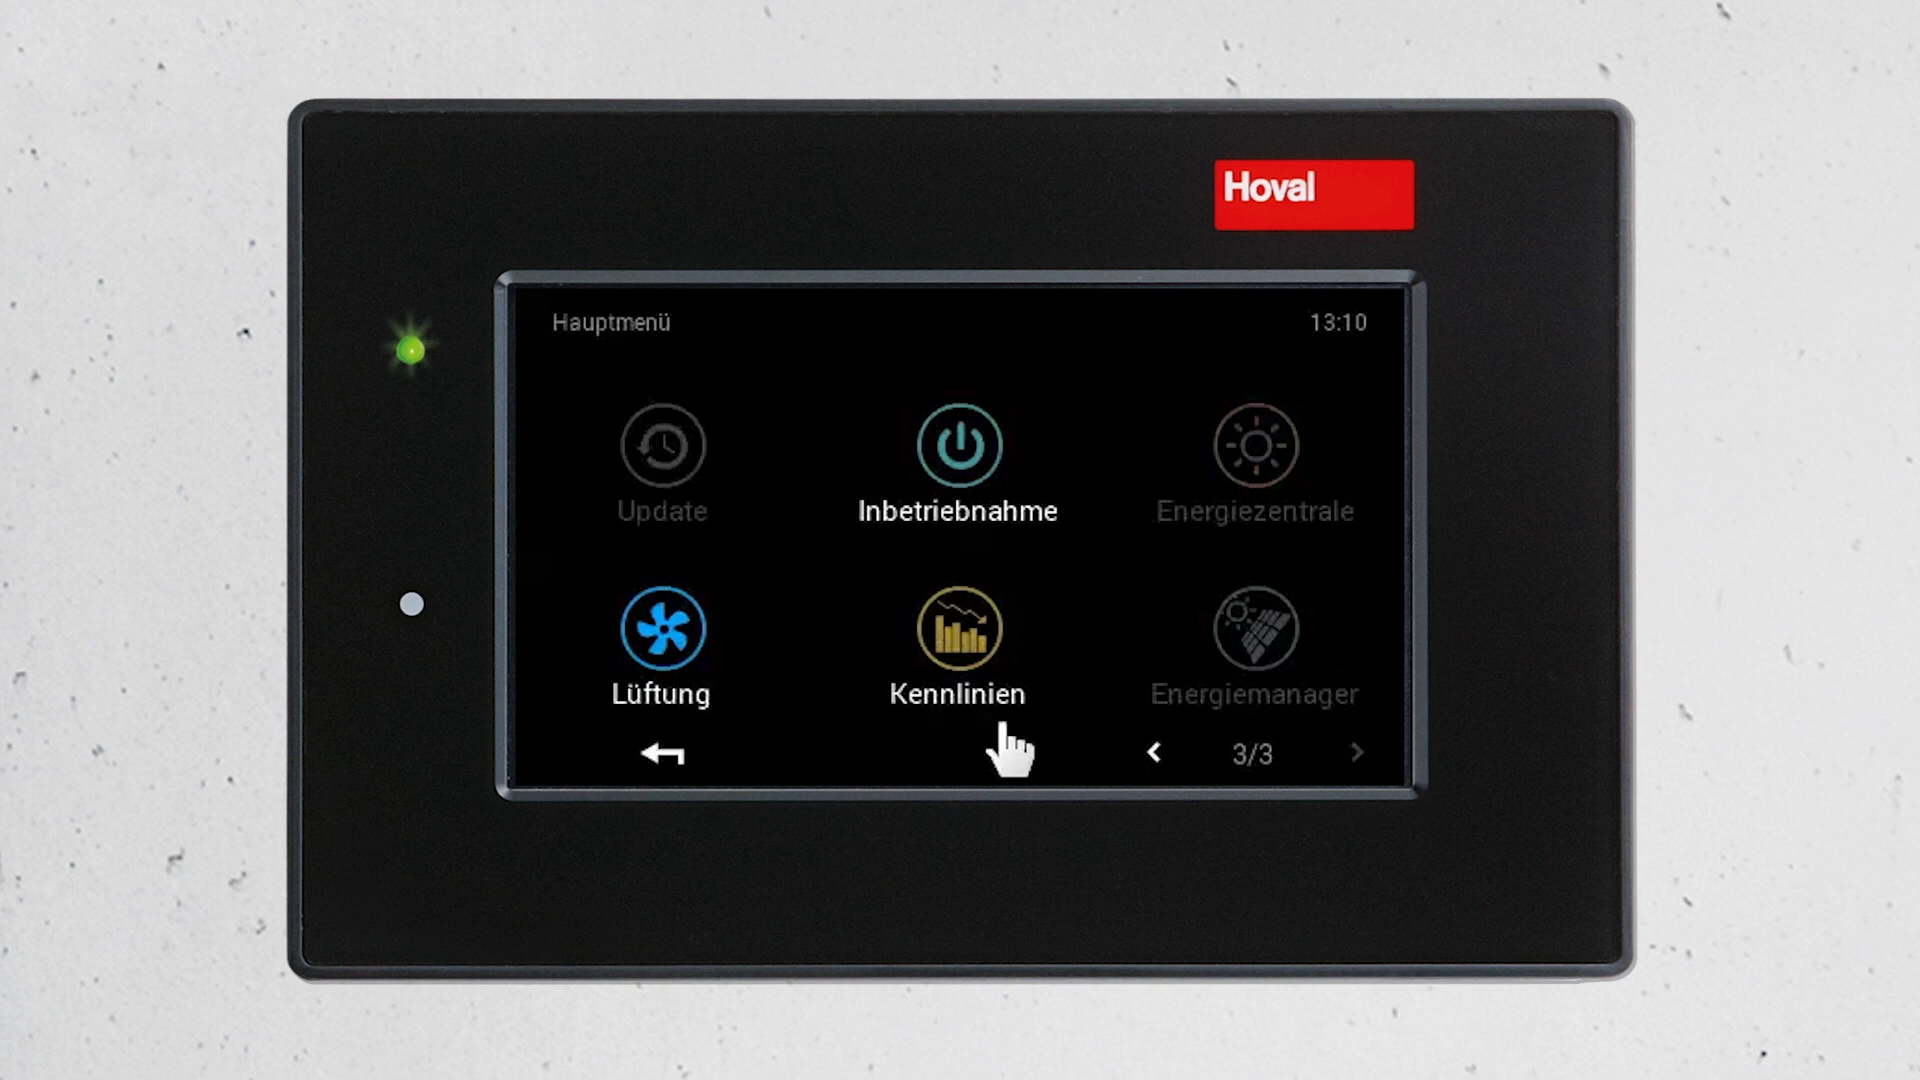 Hoval
Hauptmenü 13:10
Update Inbetriebnahme Energiezentrale
Lüftung Kennlinien Energiemanager
3/3